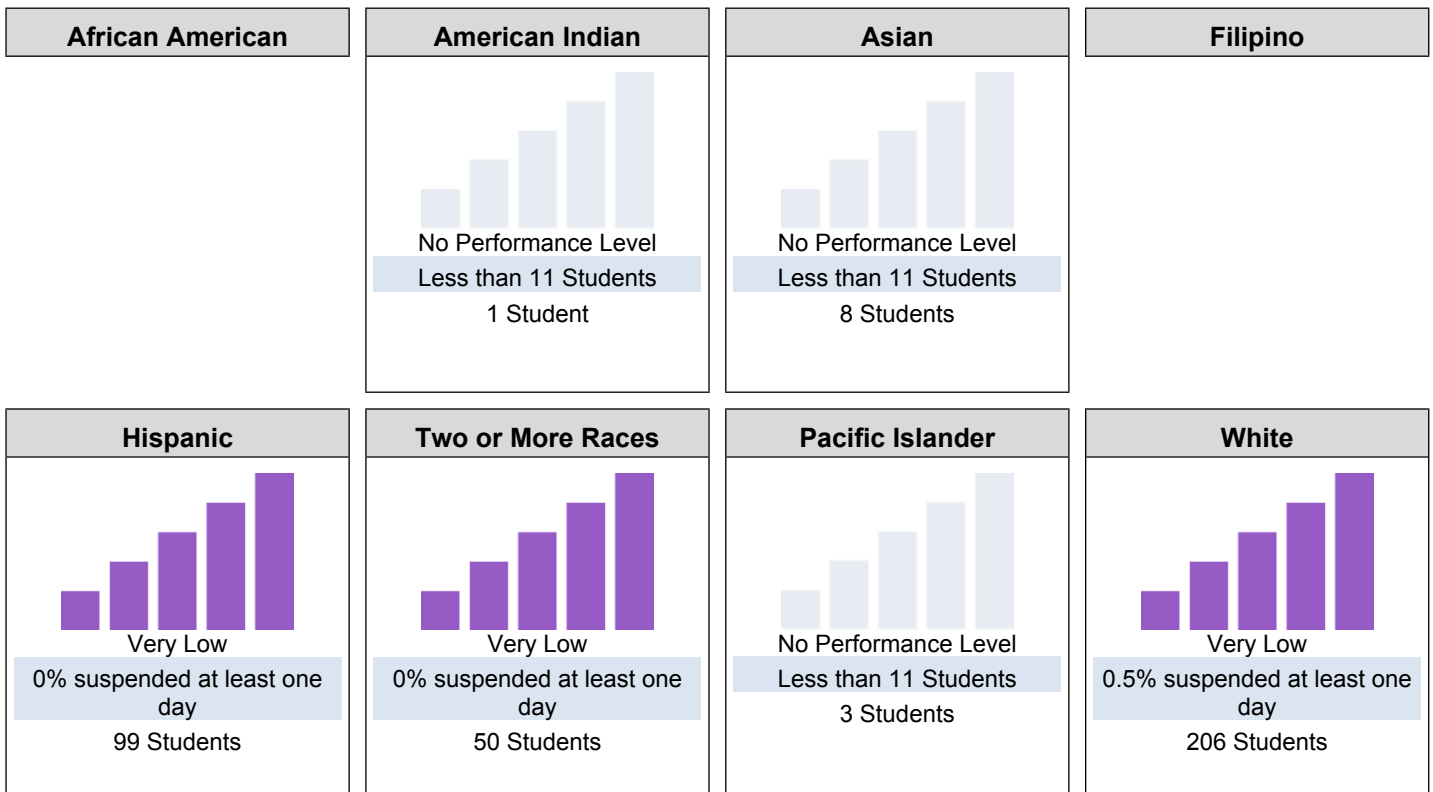 African American
American Indian
Asian
Filipino
No Performance Level
Less than 11 Students
1 Student
No Performance Level
Less than 11 Students
8 Students
Hispanic
Two or More Races
Pacific Islander
White
Very Low
0% suspended at least one
day
99 Students
Very Low
0% suspended at least one
day
50 Students
No Performance Level
Less than 11 Students
3 Students
Very Low
0.5% suspended at least one
day
206 Students